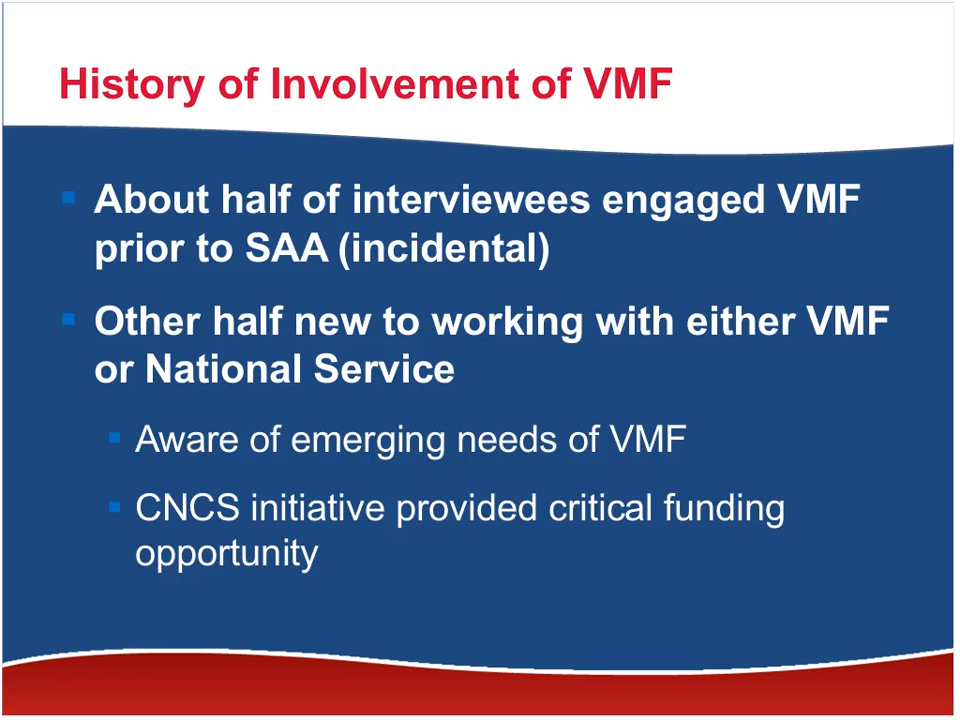 History of Involvement of VMF
About half of interviewees engaged VMF
prior to SAA (incidental)
Other half new to working with either VMF
or National Service
Aware of emerging needs of VMF
CNCS initiative provided critical funding
opportunity